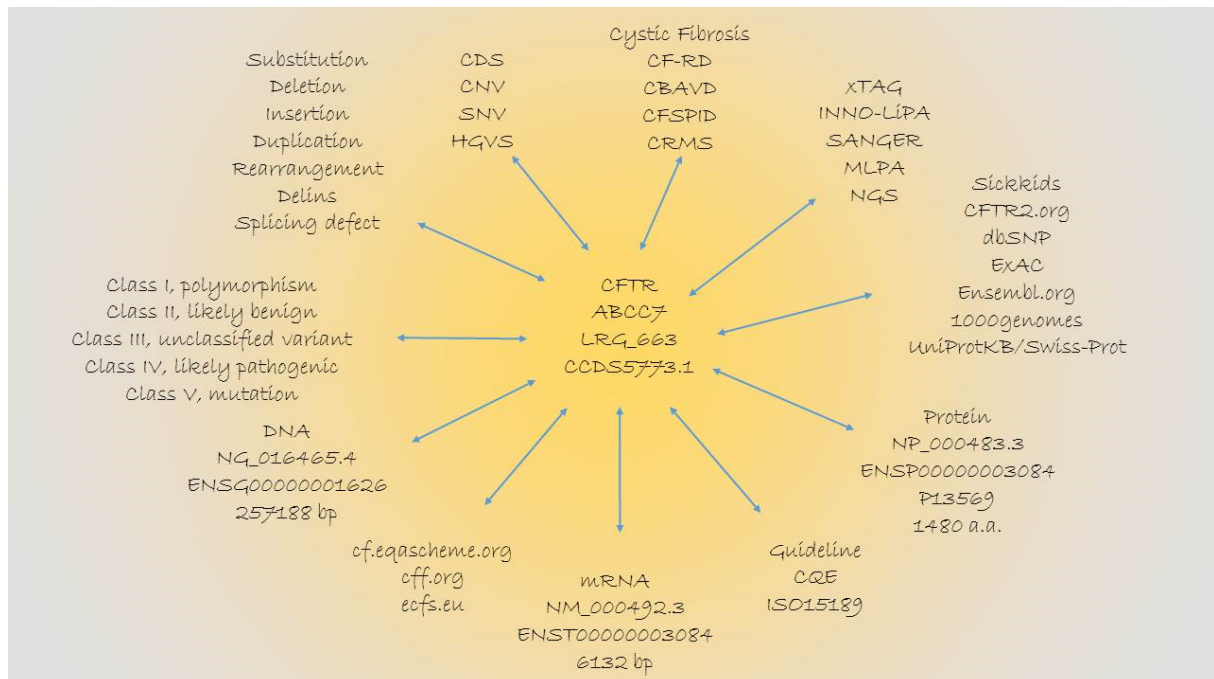 Substitution
Deletion
Insertion
Duplication
Rearrangement
Delins
Splicing defect
CDS
CNV
SNV
HGVS
Cystic Fibrosis
CF-RD
CBAVD
CFSPID
CRMS
xTAG
INNO-LiPA
SANGER
MLPA
NGS
Sickkids
CFTR2.org
dbSNP
ExAC
Ensembl.org
1000genomes
UniProtKB/Swiss-Prot
Class I, polymorphism
Class II, likely benign
Class III, unclassified variant
Class IV, likely pathogenic
Class V, mutation
CFTR
ABCC7
LRG_663
CCDS5773.1
DNA
NG_016465.4
ENSG00000001626
257188 bp
Protein
NP_000483.3
ENSP00000003084
P13569
1480 a.a.
cf.eqascheme.org
cff.org
ecfs.eu
mRNA
NM_000492.3
ENST00000003084
6132 bp
Guideline
CQE
ISO15189